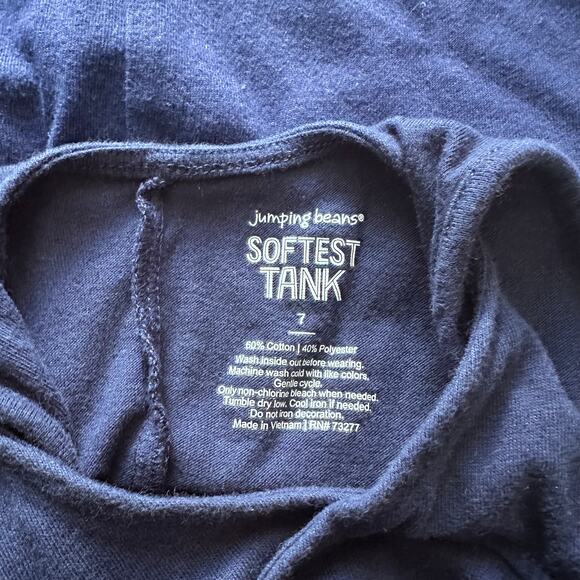 jumping beans®
SOFTEST
TANK
7
60% Cotton | 40% Polyester
Wash inside out before wearing.
Machine wash cold with like colors.
Gentle cycle.
Only non-chlorine bleach when needed.
Tumble dry low. Cool iron if needed.
Do not iron decoration.
Made in Vietnam | RN# 73277